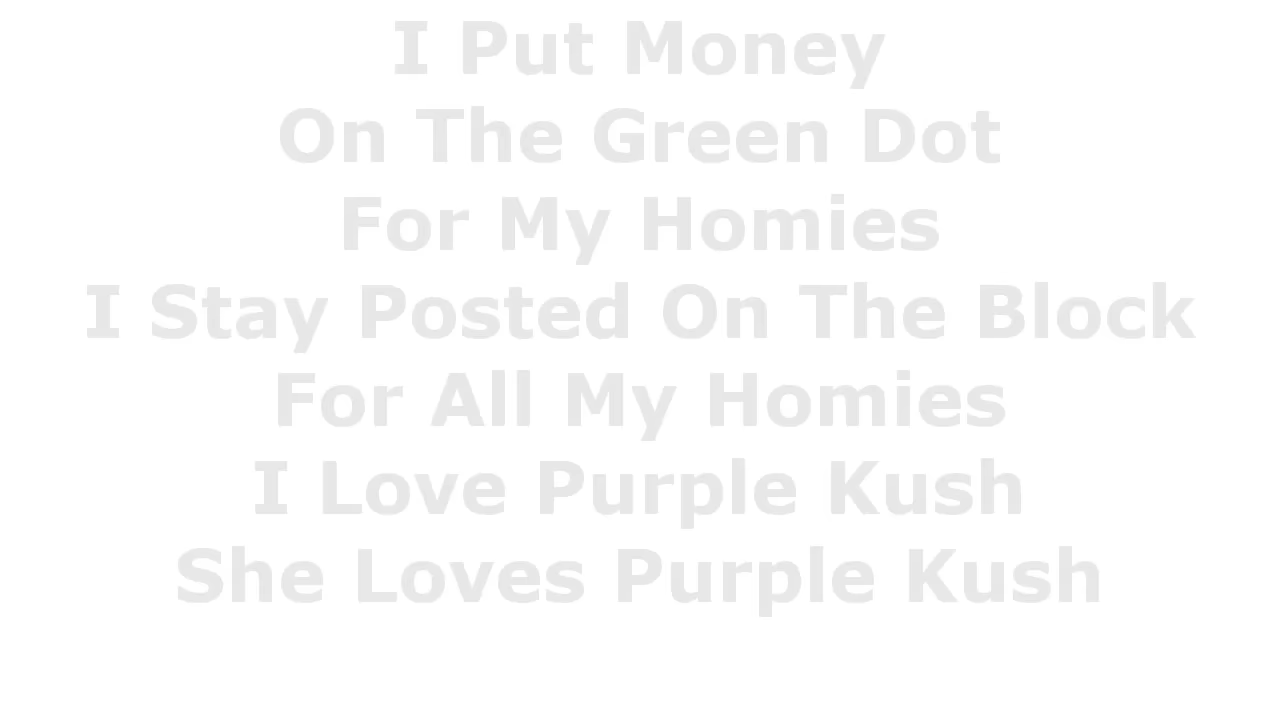 I Put Money
On The Green Dot
For My Homies
I Stay Posted On The Block
For All My Homies
I Love Purple Kush
She Loves Purple Kush